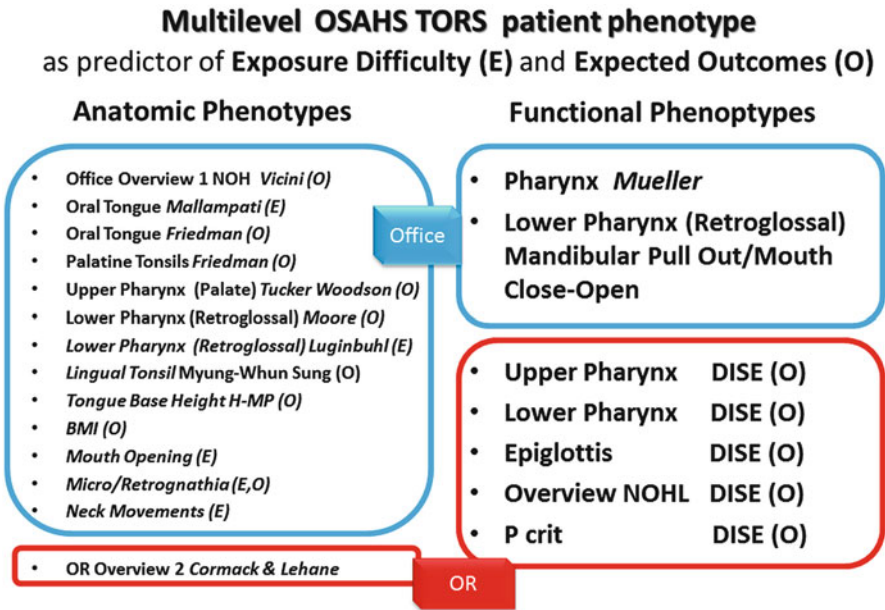 Multilevel OSAHS TORS patient phenotype
as predictor of Exposure Difficulty (E) and Expected Outcomes (O)
Anatomic Phenotypes
• Office Overview 1 NOH Vicini (O)
• Oral Tongue Mallampati (E)
• Oral Tongue Friedman (O)
• Palatine Tonsils Friedman (O)
• Upper Pharynx (Palate) Tucker Woodson (O)
• Lower Pharynx (Retroglossal) Moore (O)
• Lower Pharynx (Retroglossal) Luginbuhl (E)
• Lingual Tonsil Myung-Whun Sung (O)
• Tongue Base Height H-MP (O)
• BMI (O)
• Mouth Opening (E)
• Micro/Retrognathia (E,O)
• Neck Movements (E)
• OR Overview 2 Cormack & Lehane
Office
OR
Functional Phenoptypes
• Pharynx Mueller
• Lower Pharynx (Retroglossal)
Mandibular Pull Out/Mouth
Close-Open
• Upper Pharynx DISE (O)
• Lower Pharynx DISE (O)
• Epiglottis DISE (O)
• Overview NOHL DISE (O)
• P crit DISE (O)